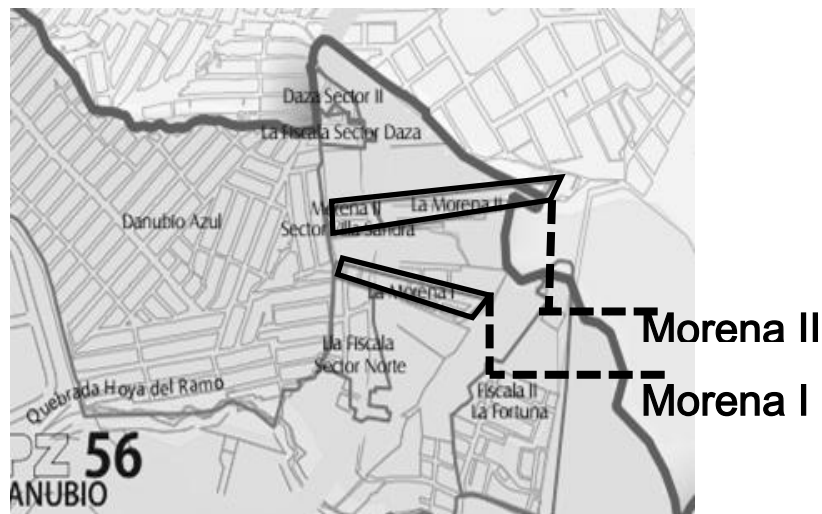 Daza Sector II
La Fiscala Sector Daza
Morena II
Sector Villa Sandra
La Morena II
Danubio Azul
La Morena I
La Fiscala
Sector Norte
Quebrada Hoya del Ramo
Fiscala II
La Fortuna
Morena II
Morena I
PZ 56
ANUBIO